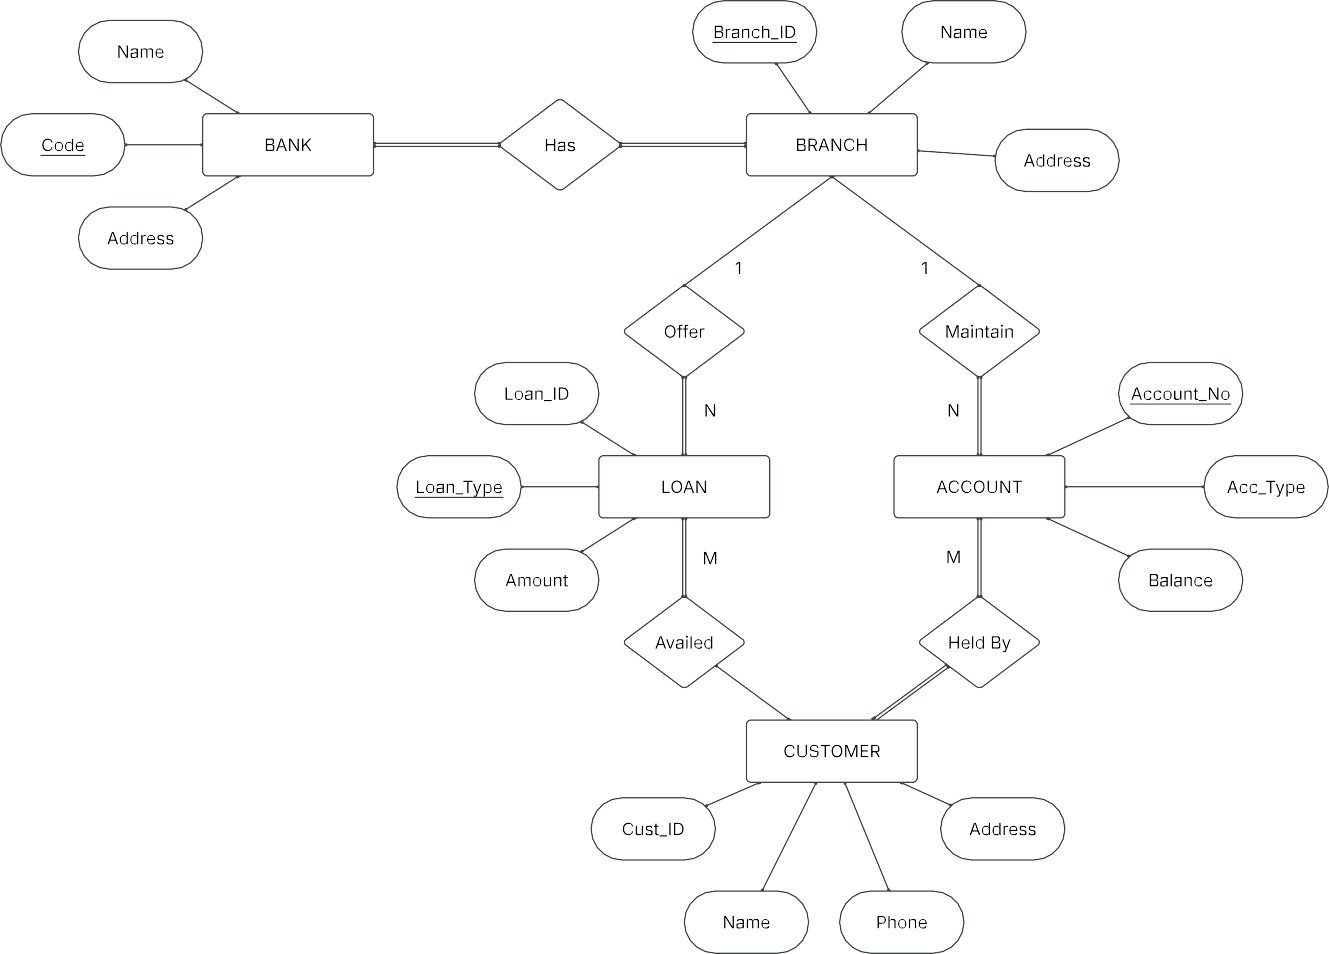 Branch_ID
Name
Name
Code
BANK
Has
BRANCH
Address
Address
1
1
Offer
Maintain
Loan_ID
N
N
Account_No
Loan_Type
LOAN
ACCOUNT
Acc_Type
Amount
M
M
Balance
Availed
Held By
CUSTOMER
Cust_ID
Address
Name
Phone